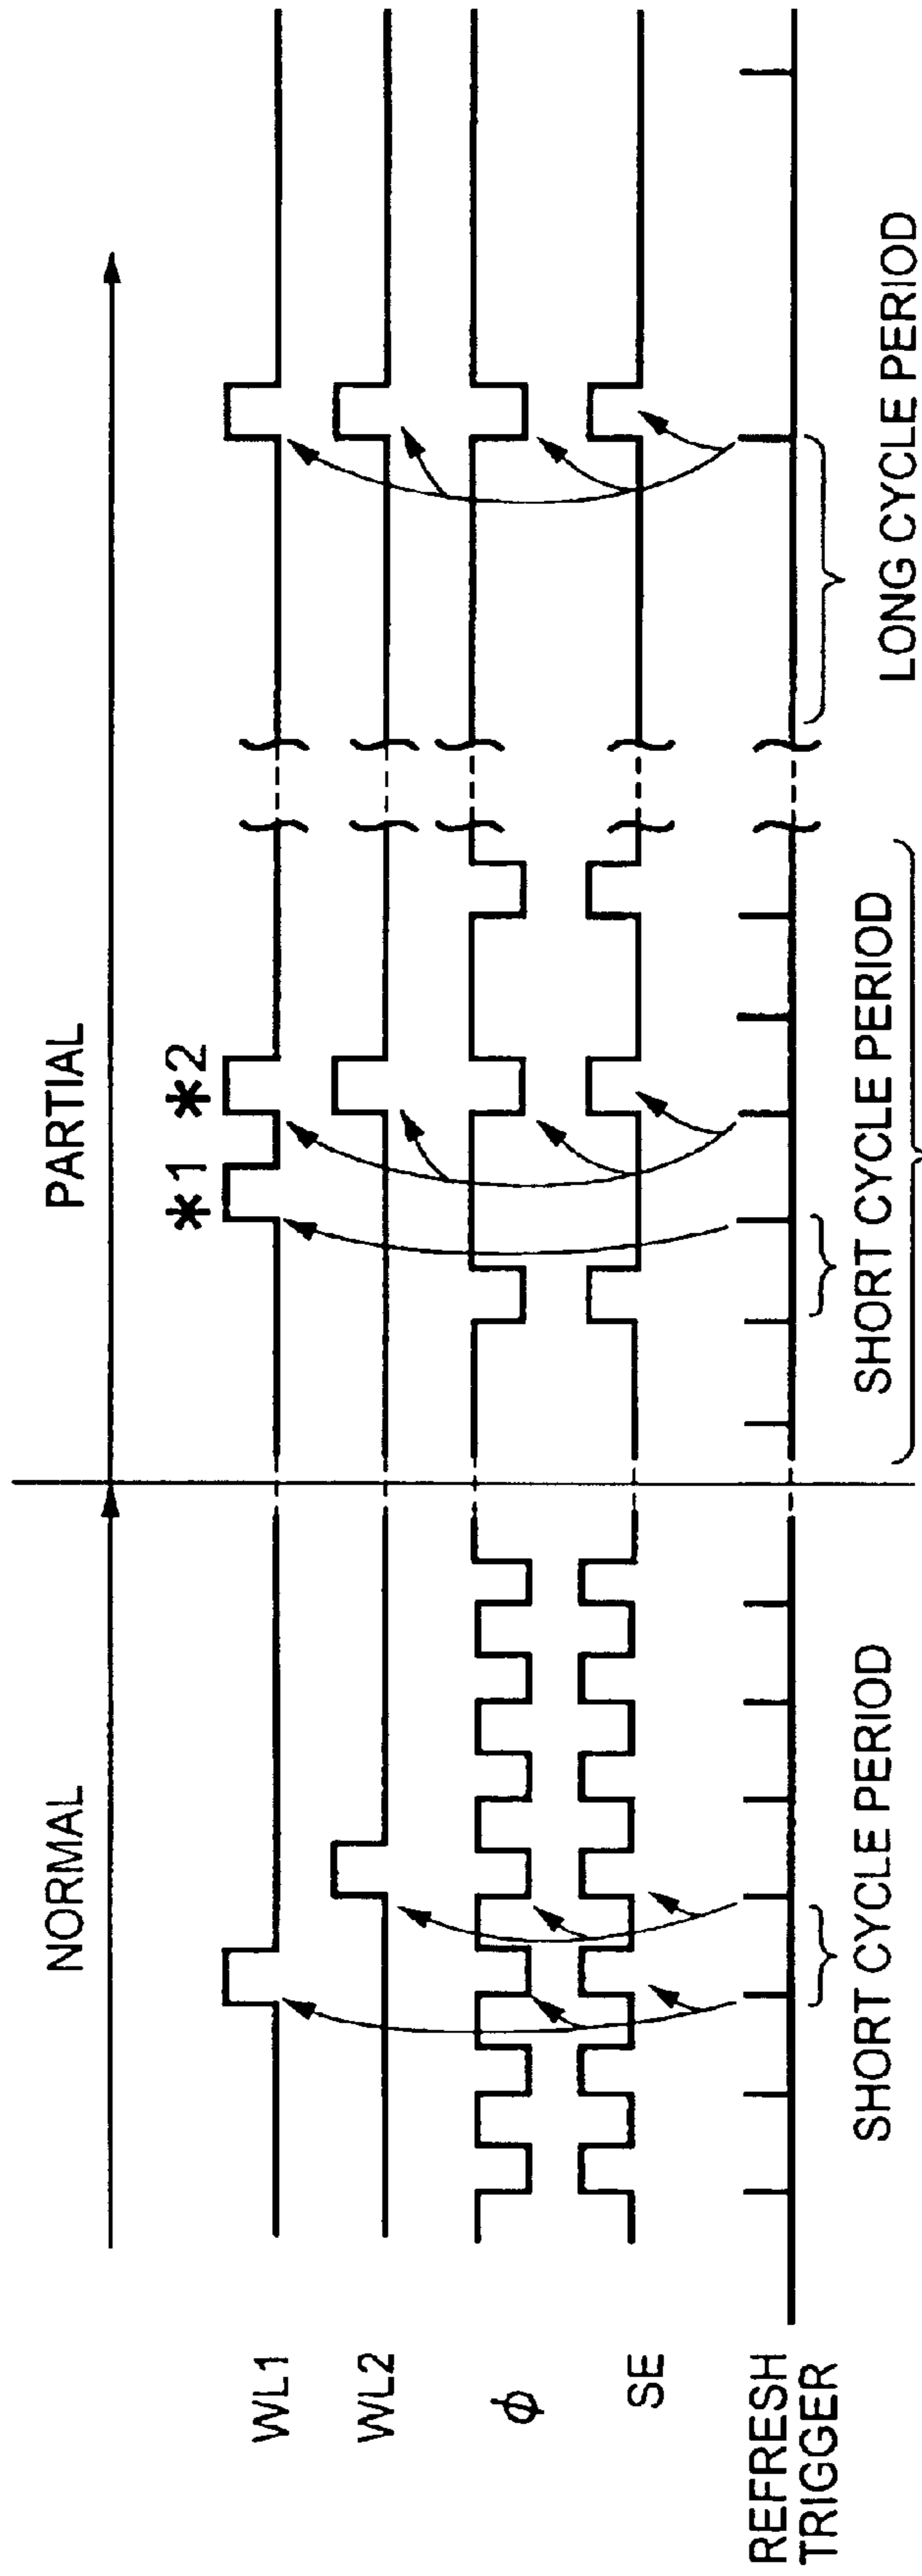 NORMAL
PARTIAL
*1 *2
WL1
WL2
ϕ
SE
REFRESH
TRIGGER
SHORT CYCLE PERIOD
SHORT CYCLE PERIOD
LONG CYCLE PERIOD